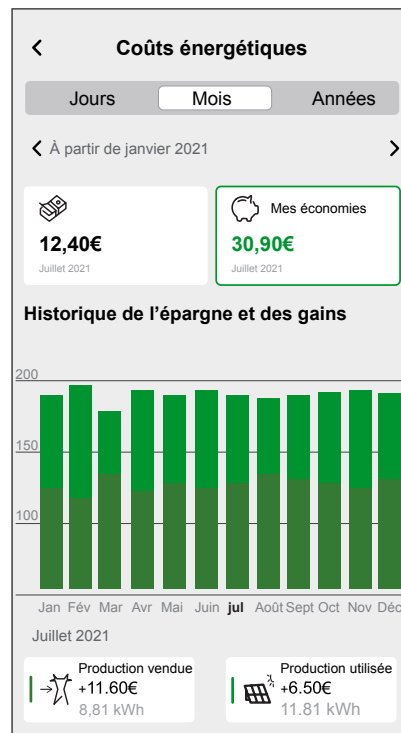 Coûts énergétiques
Jours Mois Années
À partir de janvier 2021
12,40€
Juillet 2021
Mes économies
30,90€
Juillet 2021
Historique de l’épargne et des gains
200
150
100
Jan Fév Mar Avr Mai Juin jul Août Sept Oct Nov Déc
Juillet 2021
Production vendue
+11.60€
8,81 kWh
Production utilisée
+6.50€
11.81 kWh